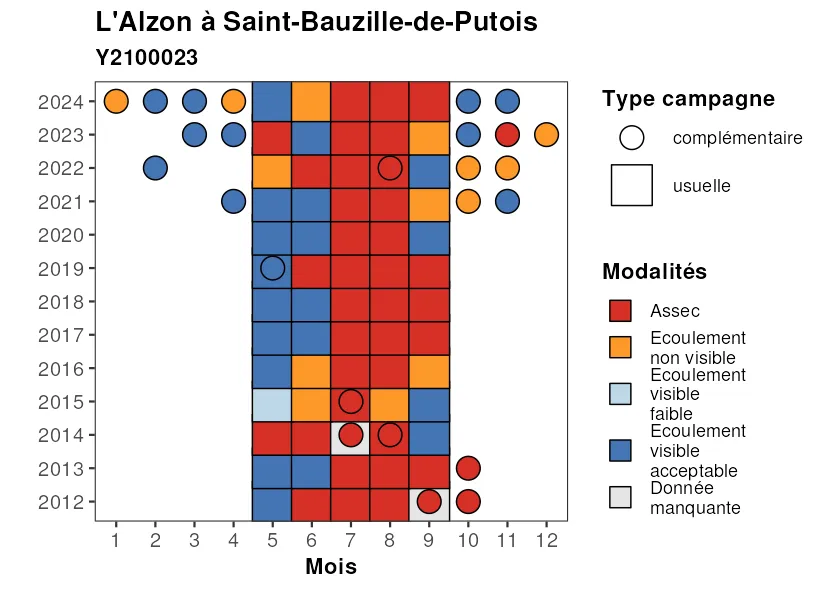 L'Alzon à Saint-Bauzille-de-Putois
Y2100023
2024
2023
2022
2021
2020
2019
2018
2017
2016
2015
2014
2013
2012
1 2 3 4 5 6 7 8 9 10 11 12
Mois
Type campagne
complémentaire
usuelle
Modalités
Assec
Ecoulement
non visible
Ecoulement
visible
faible
Ecoulement
visible
acceptable
Donnée
manquante